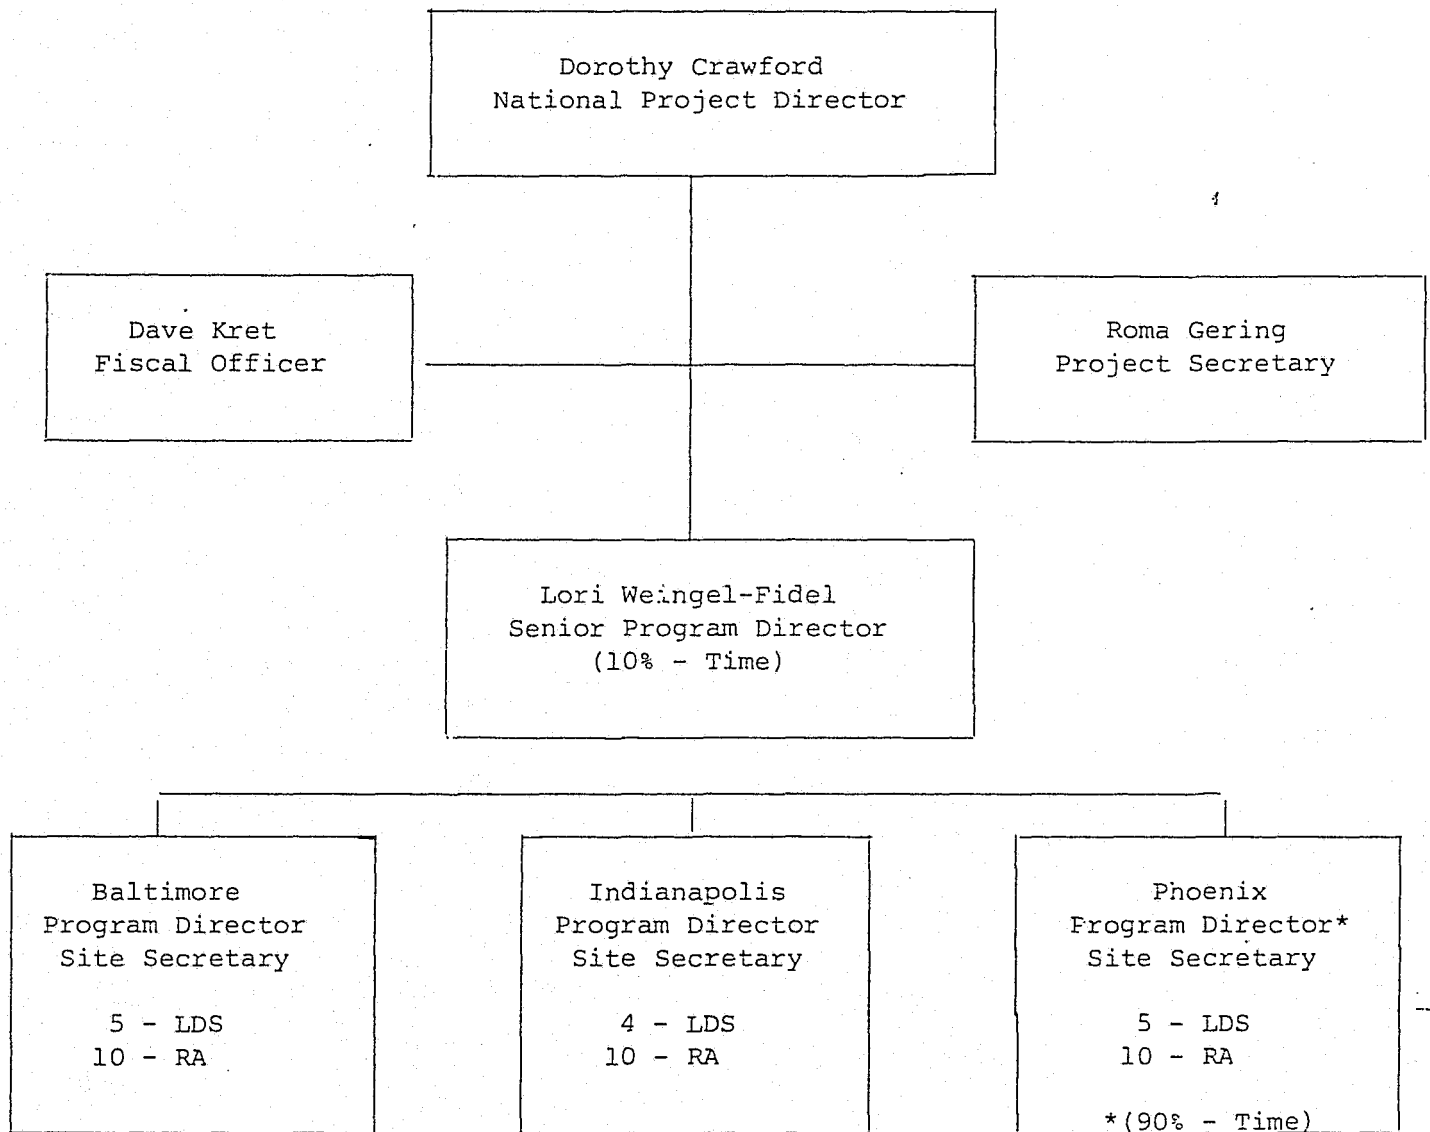 Dorothy Crawford
National Project Director
Dave Kret
Fiscal Officer
Roma Gering
Project Secretary
Lori Weingel-Fidel
Senior Program Director
(10% - Time)
Baltimore
Program Director
Site Secretary
5 - LDS
10 - RA
Indianapolis
Program Director
Site Secretary
4 - LDS
10 - RA
Phoenix
Program Director*
Site Secretary
5 - LDS
10 - RA
*(90% - Time)